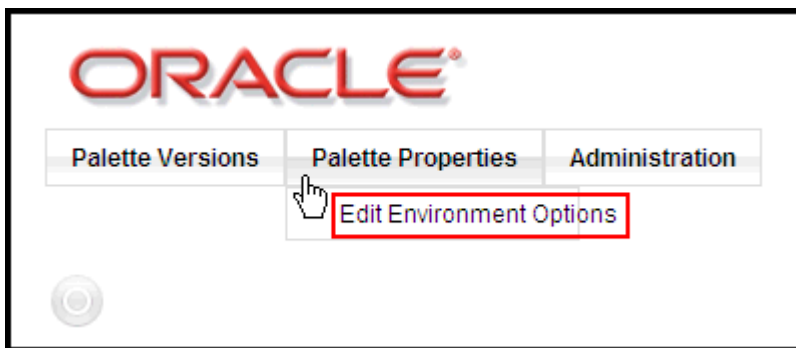 ORACLE®
Palette Versions Palette Properties Administration
Edit Environment Options